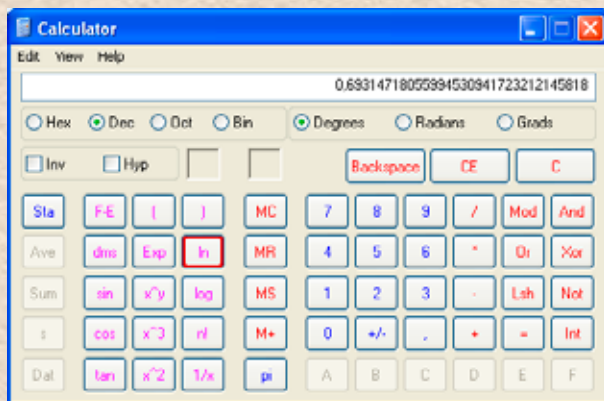 Calculator
Edit View Help
0.69314718055994530941723212145818
Hex Dec Oct Bin Degrees Radians Grads
Inv Hyp Backspace CE C
Sta F-E ( ) MC 7 8 9 / Mod And
Ave dms Exp ln MR 4 5 6 * Or Xor
Sum sin x^y log MS 1 2 3 - Lsh Not
s cos x^3 n! M+ 0 +/- , + = Int
Dat tan x^2 1/x pi A B C D E F